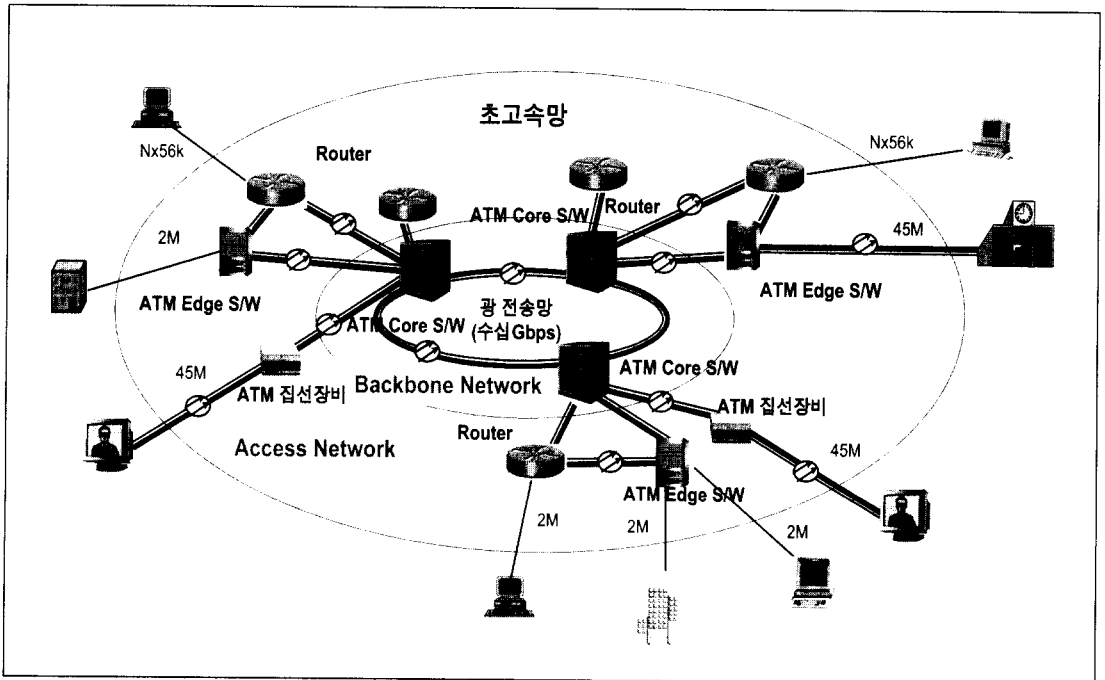 초고속망
Nx56k
Router
Nx56k
ATM Core S/W
Router
2M
45M
ATM Edge S/W
ATM Edge S/W
광 전송망
(수십Gbps)
ATM Core S/W
ATM Core S/W
45M
ATM 집선장비
Backbone Network
ATM 집선장비
Access Network
Router
45M
ATM Edge S/W
2M
2M
2M